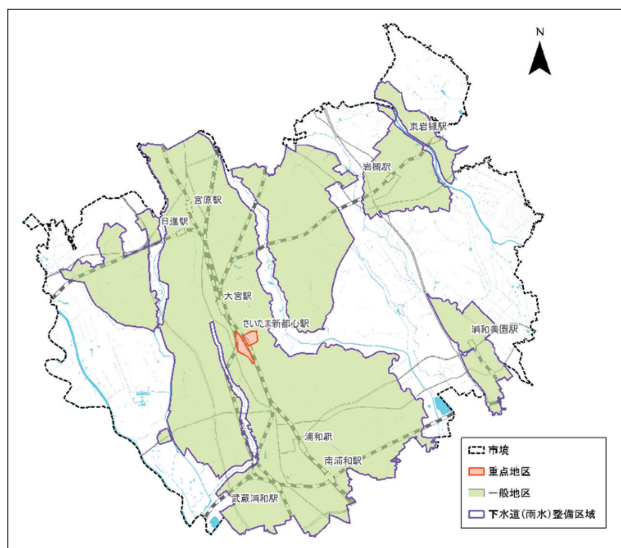 N
東岩槻駅
岩槻駅
宮原駅
日進駅
大宮駅
さいたま新都心駅
浦和美園駅
浦和駅
南浦和駅
武蔵浦和駅
市境
重点地区
一般地区
下水道(雨水)整備区域